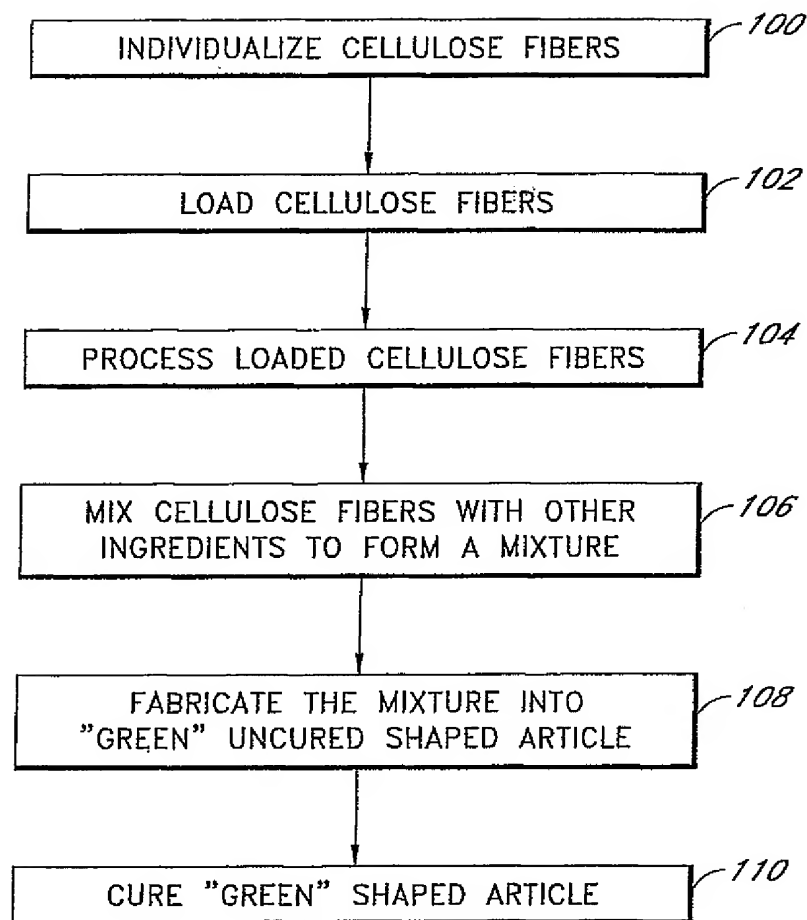 100
INDIVIDUALIZE CELLULOSE FIBERS
102
LOAD CELLULOSE FIBERS
104
PROCESS LOADED CELLULOSE FIBERS
106
MIX CELLULOSE FIBERS WITH OTHER
INGREDIENTS TO FORM A MIXTURE
108
FABRICATE THE MIXTURE INTO
"GREEN" UNCURED SHAPED ARTICLE
110
CURE "GREEN" SHAPED ARTICLE